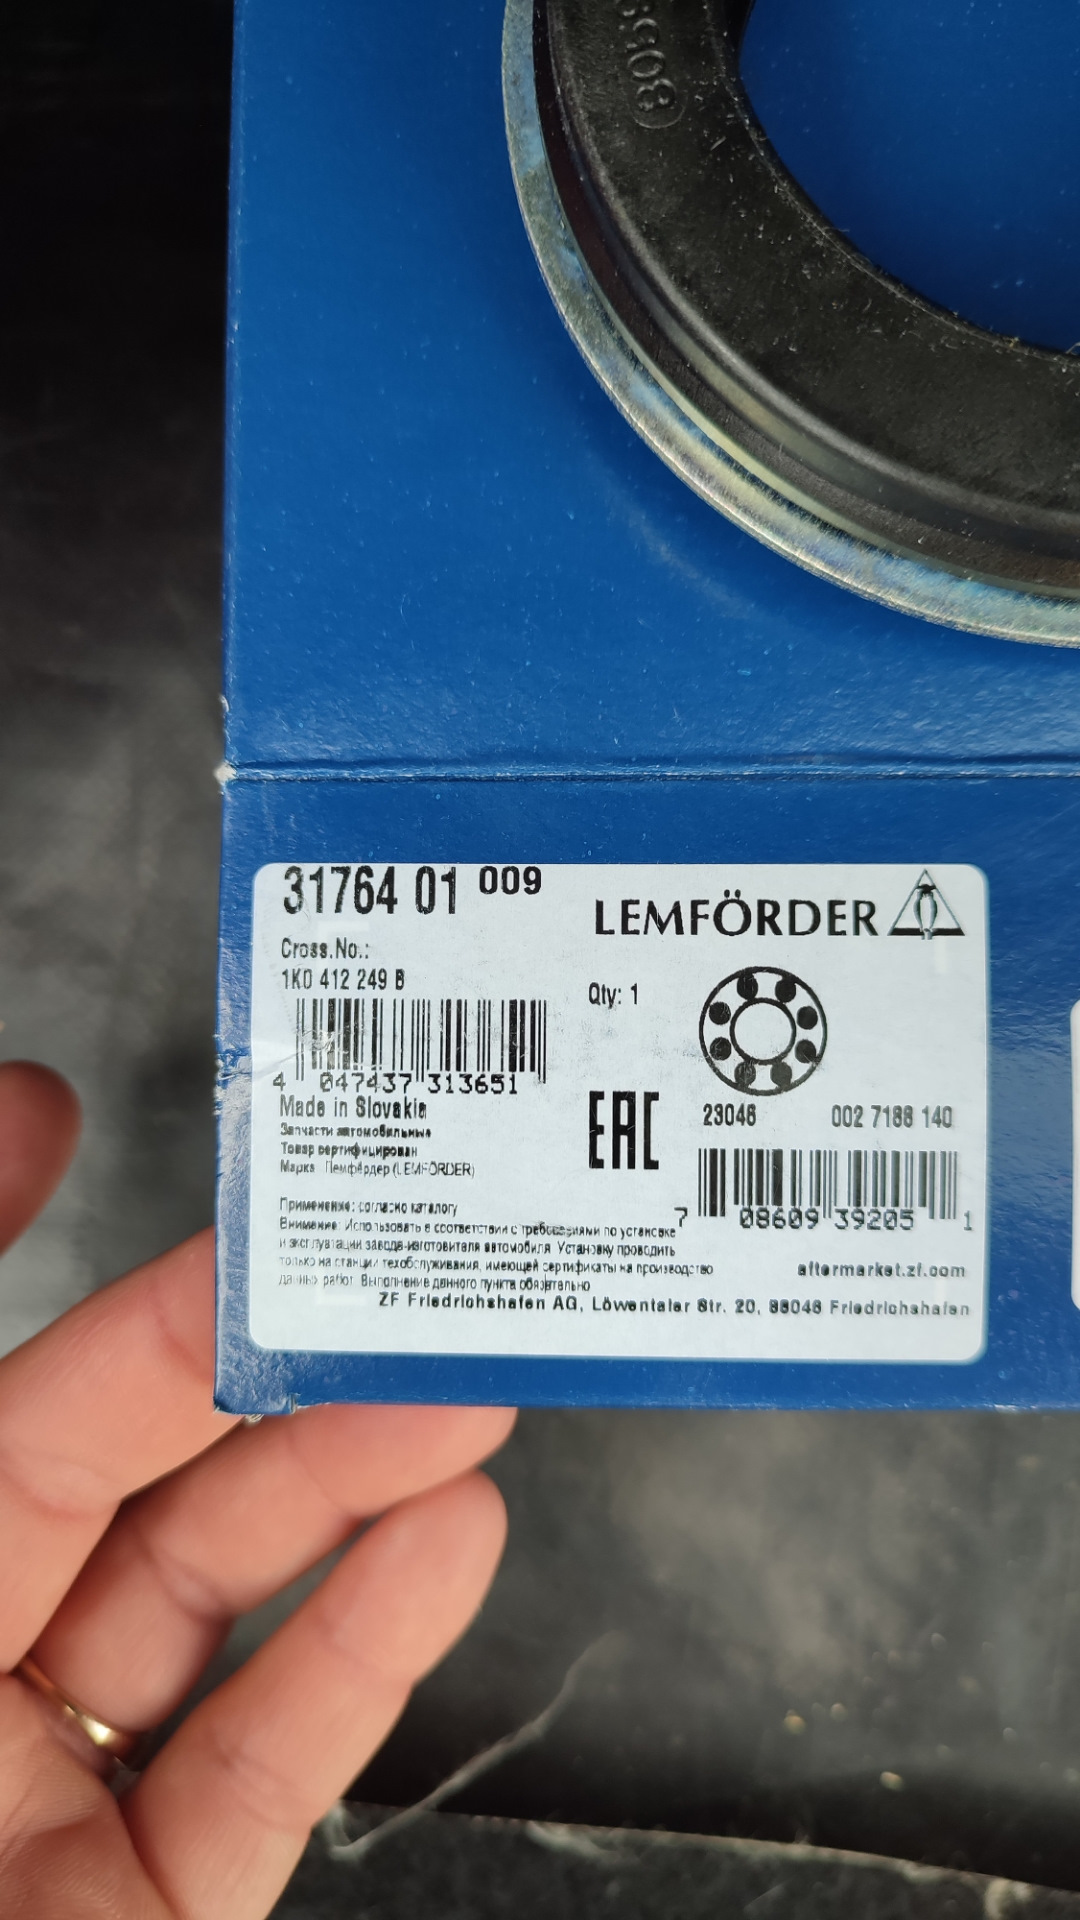 31764 01 009
LEMFÖRDER
Cross.No.:
1K0 412 249 B
Qty: 1
4 047437 313651
Made in Slovakia
Запчасти автомобильные
Товар сертифицирован
Марка Лемфёрдер (LEMFÖRDER)
EAC
23046 002 7188 140
7 08609 39205 1
Применение: согласно каталогу
Внимание: Использовать в соответствии с требованиями по установке
и эксплуатации завода-изготовителя автомобиля. Установку проводить
только на станции техобслуживания, имеющей сертификаты на производство
данных работ. Выполнение данного пункта обязательно
aftermarket.zf.com
ZF Friedrichshafen AG, Löwentaler Str. 20, 88046 Friedrichshafen